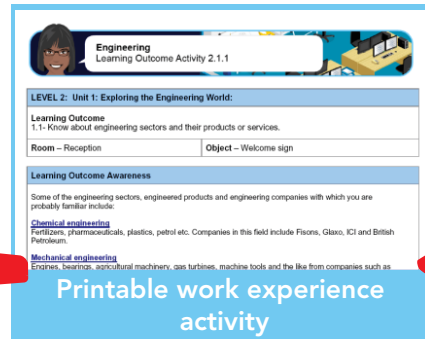 Engineering
Learning Outcome Activity 2.1.1
LEVEL 2: Unit 1: Exploring the Engineering World:
Learning Outcome
1.1- Know about engineering sectors and their products or services.
Room – Reception
Object – Welcome sign
Learning Outcome Awareness
Some of the engineering sectors, engineered products and engineering companies with which you are
probably familiar include:
Chemical engineering
Fertilizers, pharmaceuticals, plastics, petrol etc. Companies in this field include Fisons, Glaxo, ICI and British
Petroleum.
Mechanical engineering
Engines, bearings, agricultural machinery, gas turbines, machine tools and the like from companies such as
Printable work experience
activity